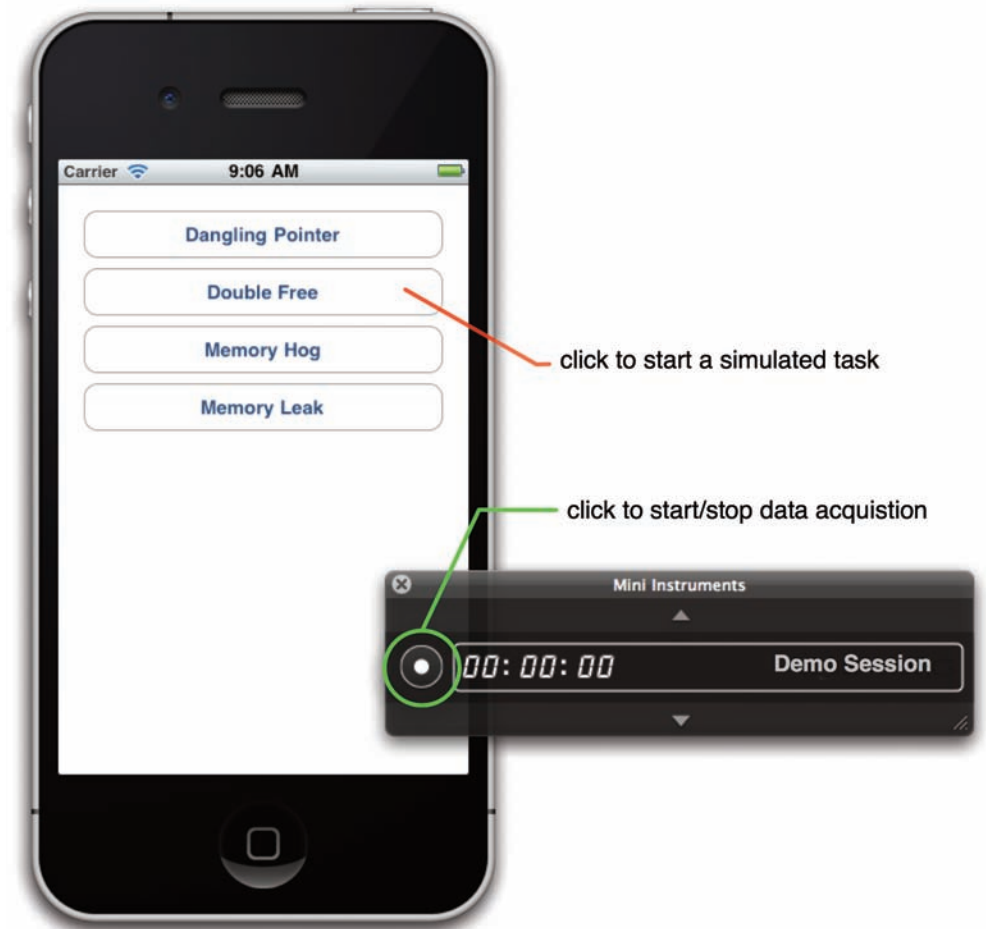 Carrier 9:06 AM
Dangling Pointer
Double Free
Memory Hog
Memory Leak
click to start a simulated task
click to start/stop data acquistion
Mini Instruments
00:00:00 Demo Session